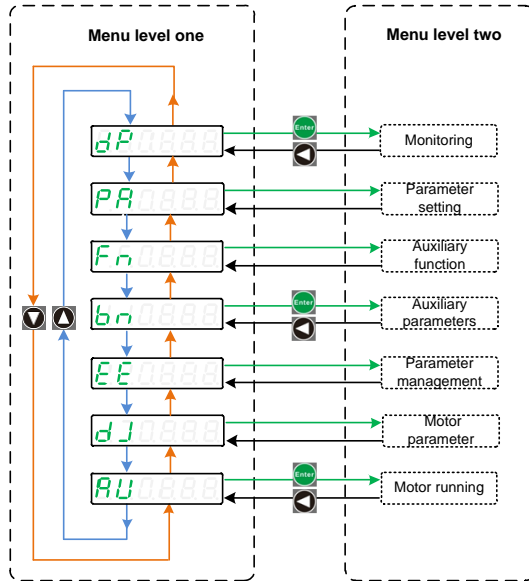 Menu level one
Menu level two
dP
Enter
Monitoring
PA
Parameter
setting
Fn
Auxiliary
function
bn
Enter
Auxiliary
parameters
EE
Parameter
management
dJ
Motor
parameter
AU
Enter
Motor running